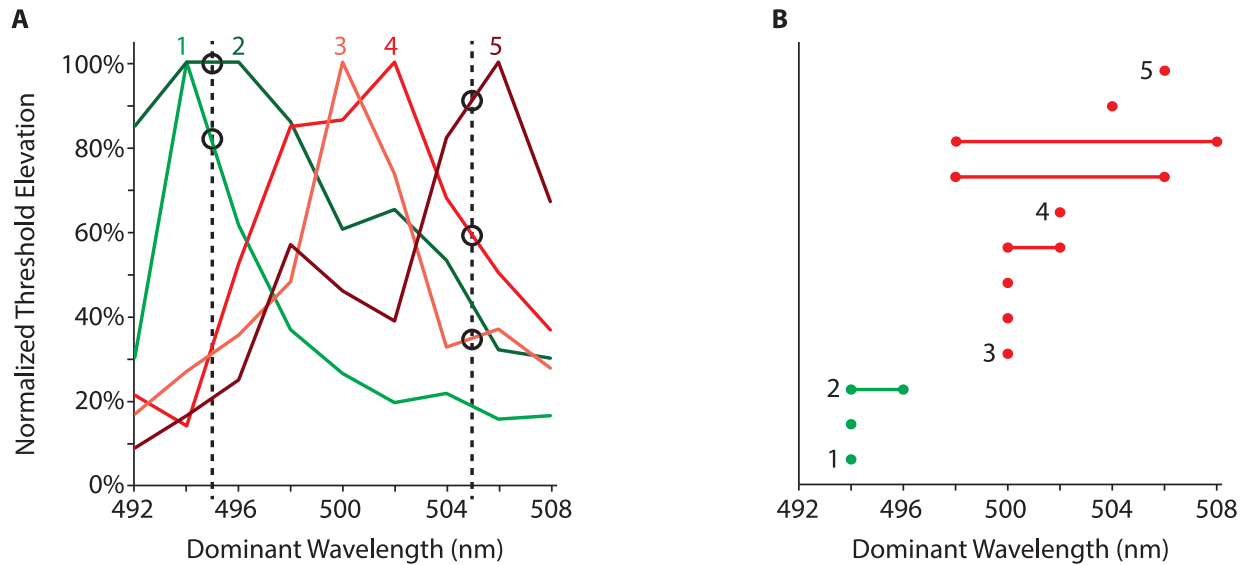 A
Normalized Threshold Elevation
100%
80%
60%
40%
20%
0%
1 2 3 4 5
492 496 500 504 508
Dominant Wavelength (nm)
B
5
4
3
2
1
492 496 500 504 508
Dominant Wavelength (nm)